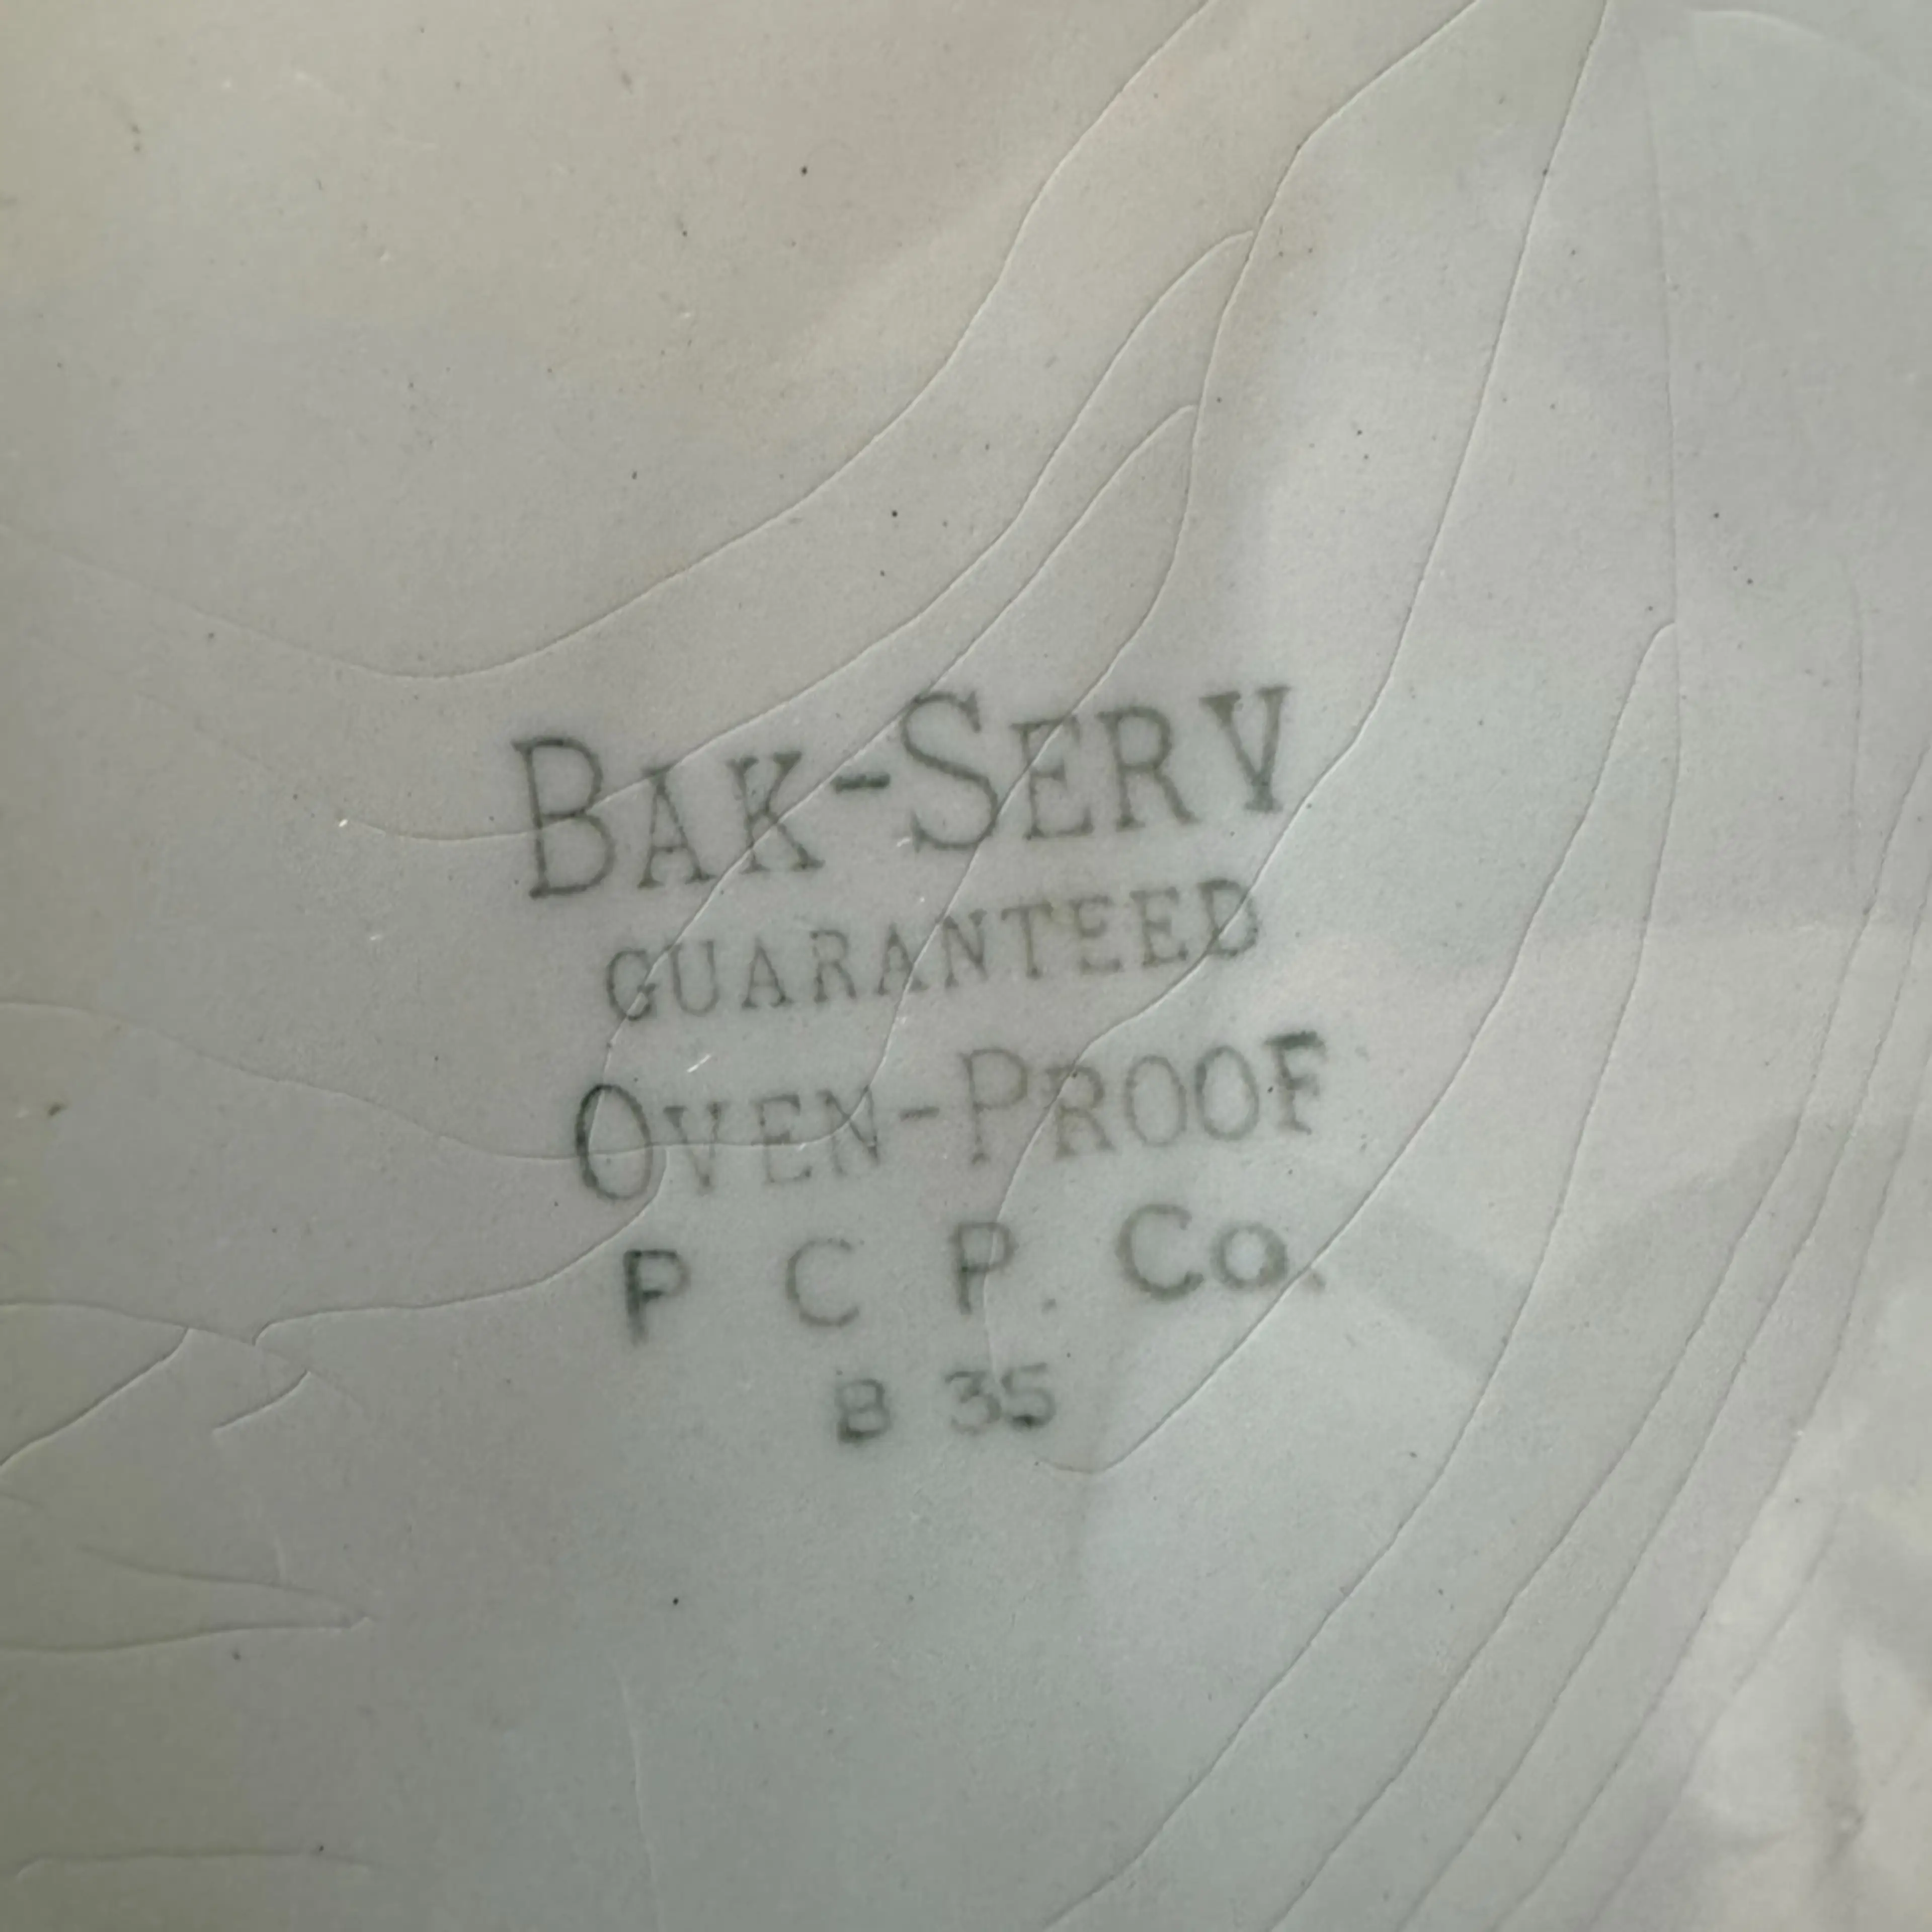 BAK-SERV
GUARANTEED
OVEN-PROOF
P C P. Co.
B 35